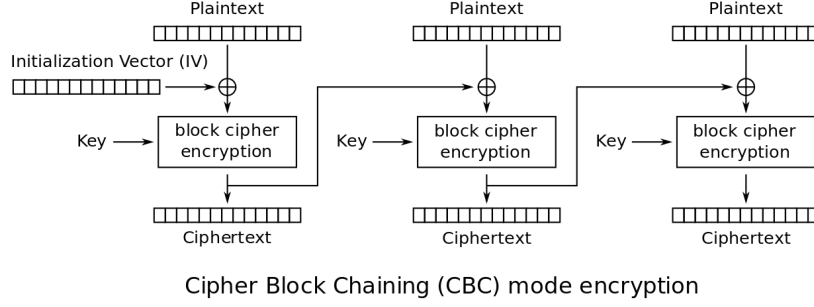 Plaintext
Plaintext
Plaintext
Initialization Vector (IV)
Key
block cipher
encryption
Key
block cipher
encryption
Key
block cipher
encryption
Ciphertext
Ciphertext
Ciphertext
Cipher Block Chaining (CBC) mode encryption